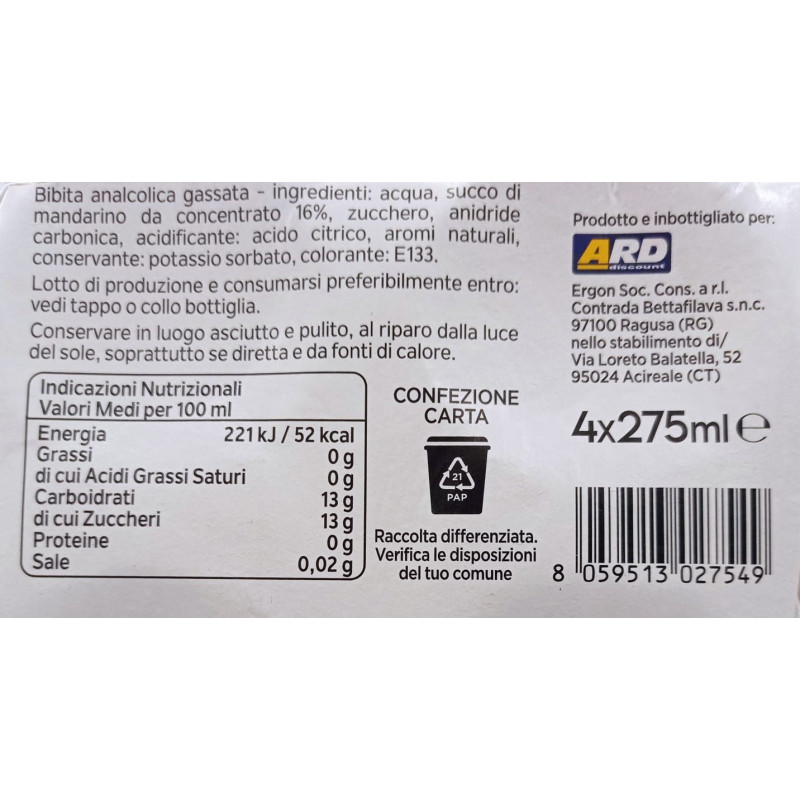 Bibita analcolica gassata - ingredienti: acqua, succo di
mandarino da concentrato 16%, zucchero, anidride
carbonica, acidificante: acido citrico, aromi naturali,
conservante: potassio sorbato, colorante: E133.
Lotto di produzione e consumarsi preferibilmente entro:
vedi tappo o collo bottiglia.
Conservare in luogo asciutto e pulito, al riparo dalla luce
del sole, soprattutto se diretta e da fonti di calore.
Indicazioni Nutrizionali
Valori Medi per 100 ml
Energia 221 kJ / 52 kcal
Grassi 0 g
di cui Acidi Grassi Saturi 0 g
Carboidrati 13 g
di cui Zuccheri 13 g
Proteine 0 g
Sale 0,02 g
CONFEZIONE
CARTA
21
PAP
Raccolta differenziata.
Verifica le disposizioni
del tuo comune
Prodotto e inbottigliato per:
ARD
discount
Ergon Soc. Cons. a r.l.
Contrada Bettafilava s.n.c.
97100 Ragusa (RG)
nello stabilimento di/
Via Loreto Balatella, 52
95024 Acireale (CT)
4x275ml e
8 059513 027549